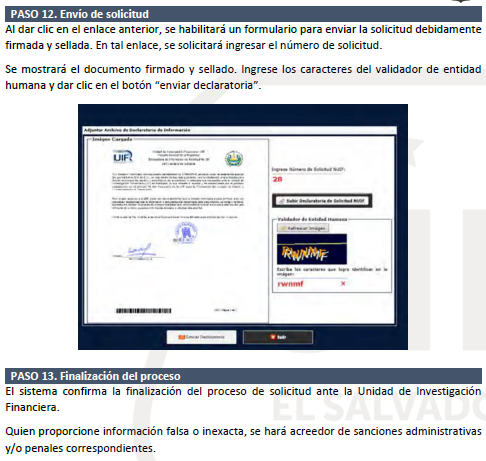 PASO 12. Envío de solicitud
Al dar clic en el enlace anterior, se habilitará un formulario para enviar la solicitud debidamente
firmada y sellada. En tal enlace, se solicitará ingresar el número de solicitud.
Se mostrará el documento firmado y sellado. Ingrese los caracteres del validador de entidad
humana y dar clic en el botón “enviar declaratoria”.
Adjuntar Archivo de Declaratoria de Información
Imagen Cargada
UIF
Ingrese Número de Solicitud NUIF:
28
Subir Declaratoria de Solicitud NUIF
Validador de Entidad Humana
Refrescar Imagen
RWNMF
Escriba los caracteres que logra identificar en la
imagen:
rwnmf
x
Enviar Declaratoria
Salir
PASO 13. Finalización del proceso
El sistema confirma la finalización del proceso de solicitud ante la Unidad de Investigación
Financiera.
EL SALVADO
Quien proporcione información falsa o inexacta, se hará acreedor de sanciones administrativas
y/o penales correspondientes.